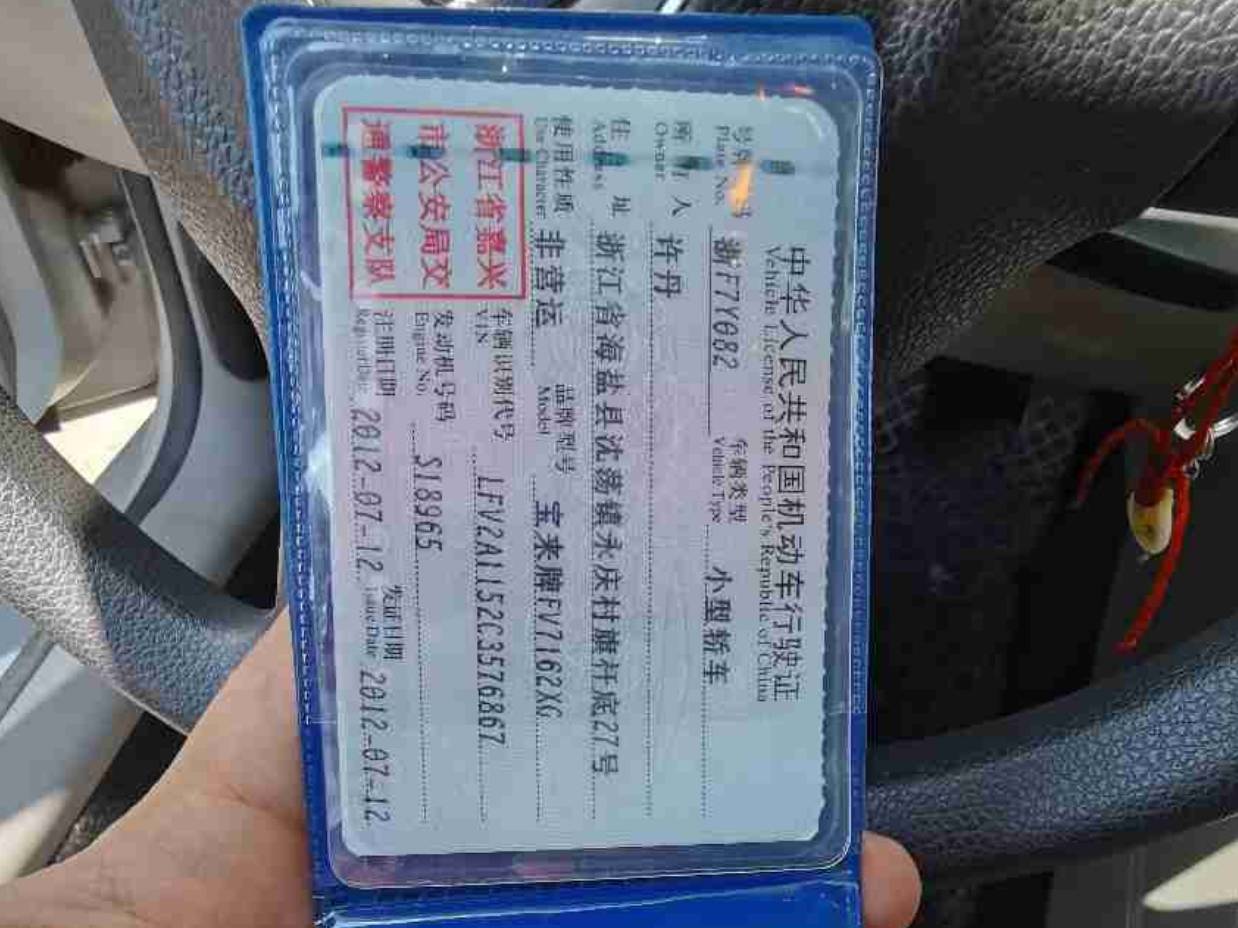 中华人民共和国机动车行驶证
Vehicle License of the People's Republic of China
号牌号码 浙F7Y082 车辆类型 小型轿车
Plate No. Vehicle Type
所有人 许丹
Owner
住址 浙江省海盐县沈荡镇永庆村旗杆底27号
Address
使用性质 非营运 品牌型号 宝来牌FV7162XG
Use Character Model
浙江省嘉兴
市公安局交
通警察支队
车辆识别代号 LFV2A1152C3576867
VIN
发动机号码 S18965
Engine No.
注册日期 2012-07-12 发证日期 2012-07-12
Register Date Issue Date